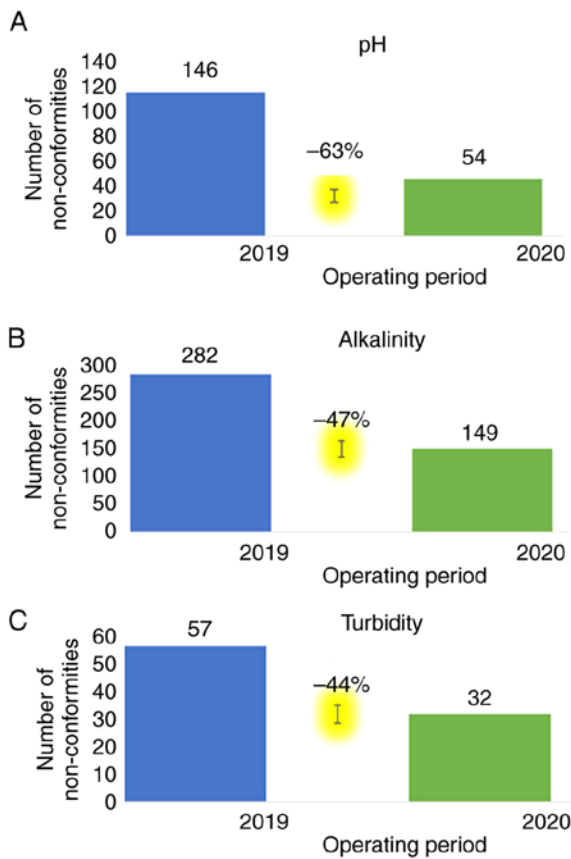 A
pH
Number of
non-conformities
140
120
100
80
60
40
20
0
146
–63%
54
2019
2020
Operating period
B
Alkalinity
Number of
non-conformities
300
250
200
150
100
50
0
282
–47%
149
2019
2020
Operating period
C
Turbidity
Number of
non-conformities
60
50
40
30
20
10
0
57
–44%
32
2019
2020
Operating period